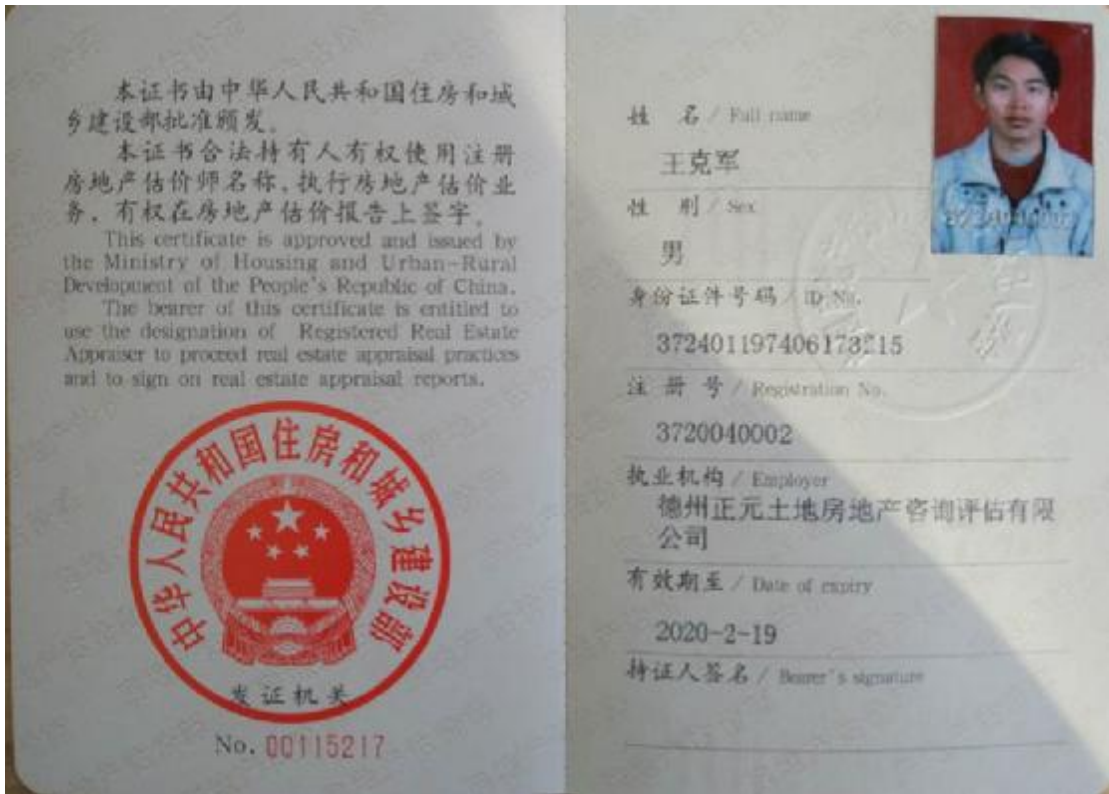 本证书由中华人民共和国住房和城
乡建设部批准颁发。
本证书合法持有人有权使用注册
房地产估价师名称，执行房地产估价业
务，有权在房地产估价报告上签字。
This certificate is approved and issued by
the Ministry of Housing and Urban-Rural
Development of the People's Republic of China.
The bearer of this certificate is entitled to
use the designation of Registered Real Estate
Appraiser to proceed real estate appraisal practices
and to sign on real estate appraisal reports.
中华人民共和国住房和城乡建设部
发证机关
No. 00115217
姓 名 / Full name
王克军
性 别 / Sex
男
身份证件号码 / ID No.
注 册 号 / Registration No.
3720040002
执业机构 / Employer
德州正元土地房地产咨询评估有限
公司
有效期至 / Date of expiry
2020-2-19
持证人签名 / Bearer's signature